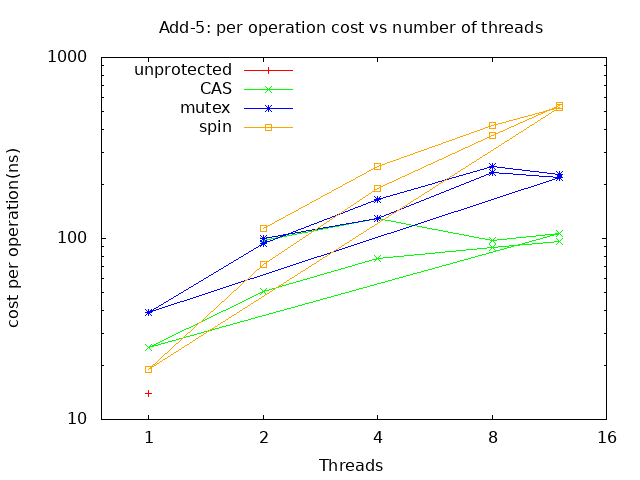 Add-5: per operation cost vs number of threads
1000
100
10
cost per operation(ns)
unprotected
CAS
mutex
spin
1 2 4 8 16
Threads